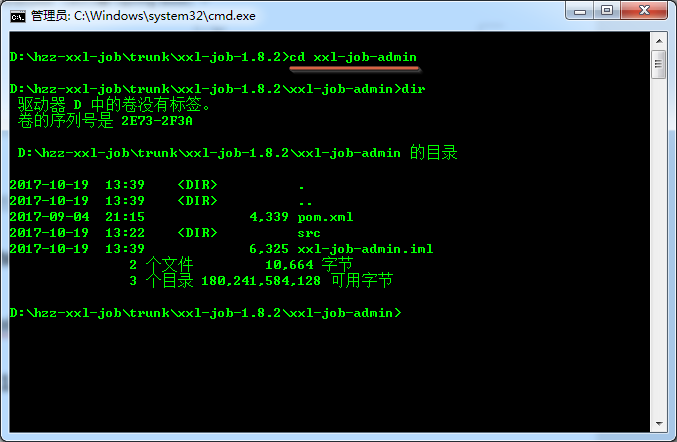 管理员: C:\Windows\system32\cmd.exe
D:\hzz-xxl-job\trunk\xxl-job-1.8.2>cd xxl-job-admin
D:\hzz-xxl-job\trunk\xxl-job-1.8.2\xxl-job-admin>dir
驱动器 D 中的卷没有标签。
卷的序列号是 2E73-2F3A
D:\hzz-xxl-job\trunk\xxl-job-1.8.2\xxl-job-admin 的目录
2017-10-19  13:39    <DIR>          .
2017-10-19  13:39    <DIR>          ..
2017-09-04  21:15             4,339 pom.xml
2017-10-19  13:22    <DIR>          src
2017-10-19  13:39             6,325 xxl-job-admin.iml
2 个文件         10,664 字节
3 个目录 180,241,584,128 可用字节
D:\hzz-xxl-job\trunk\xxl-job-1.8.2\xxl-job-admin>